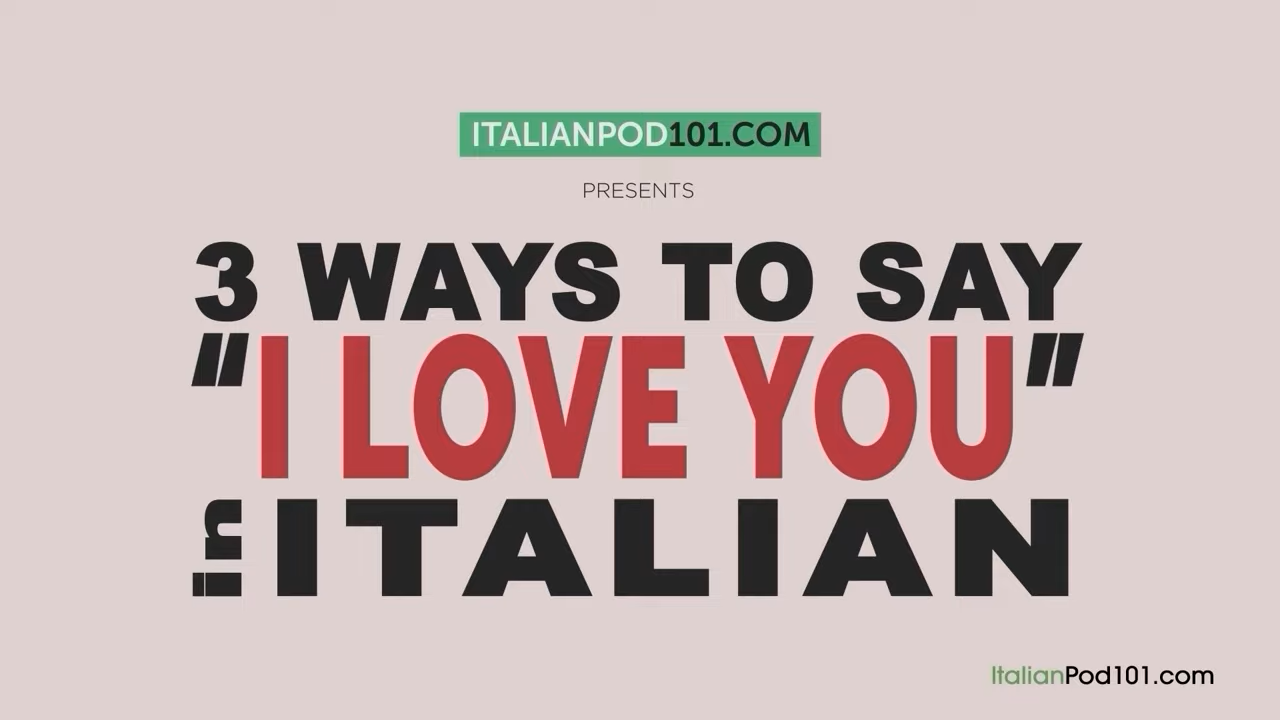 ITALIANPOD101.COM
PRESENTS
3 WAYS TO SAY
"I LOVE YOU"
in ITALIAN
ItalianPod101.com